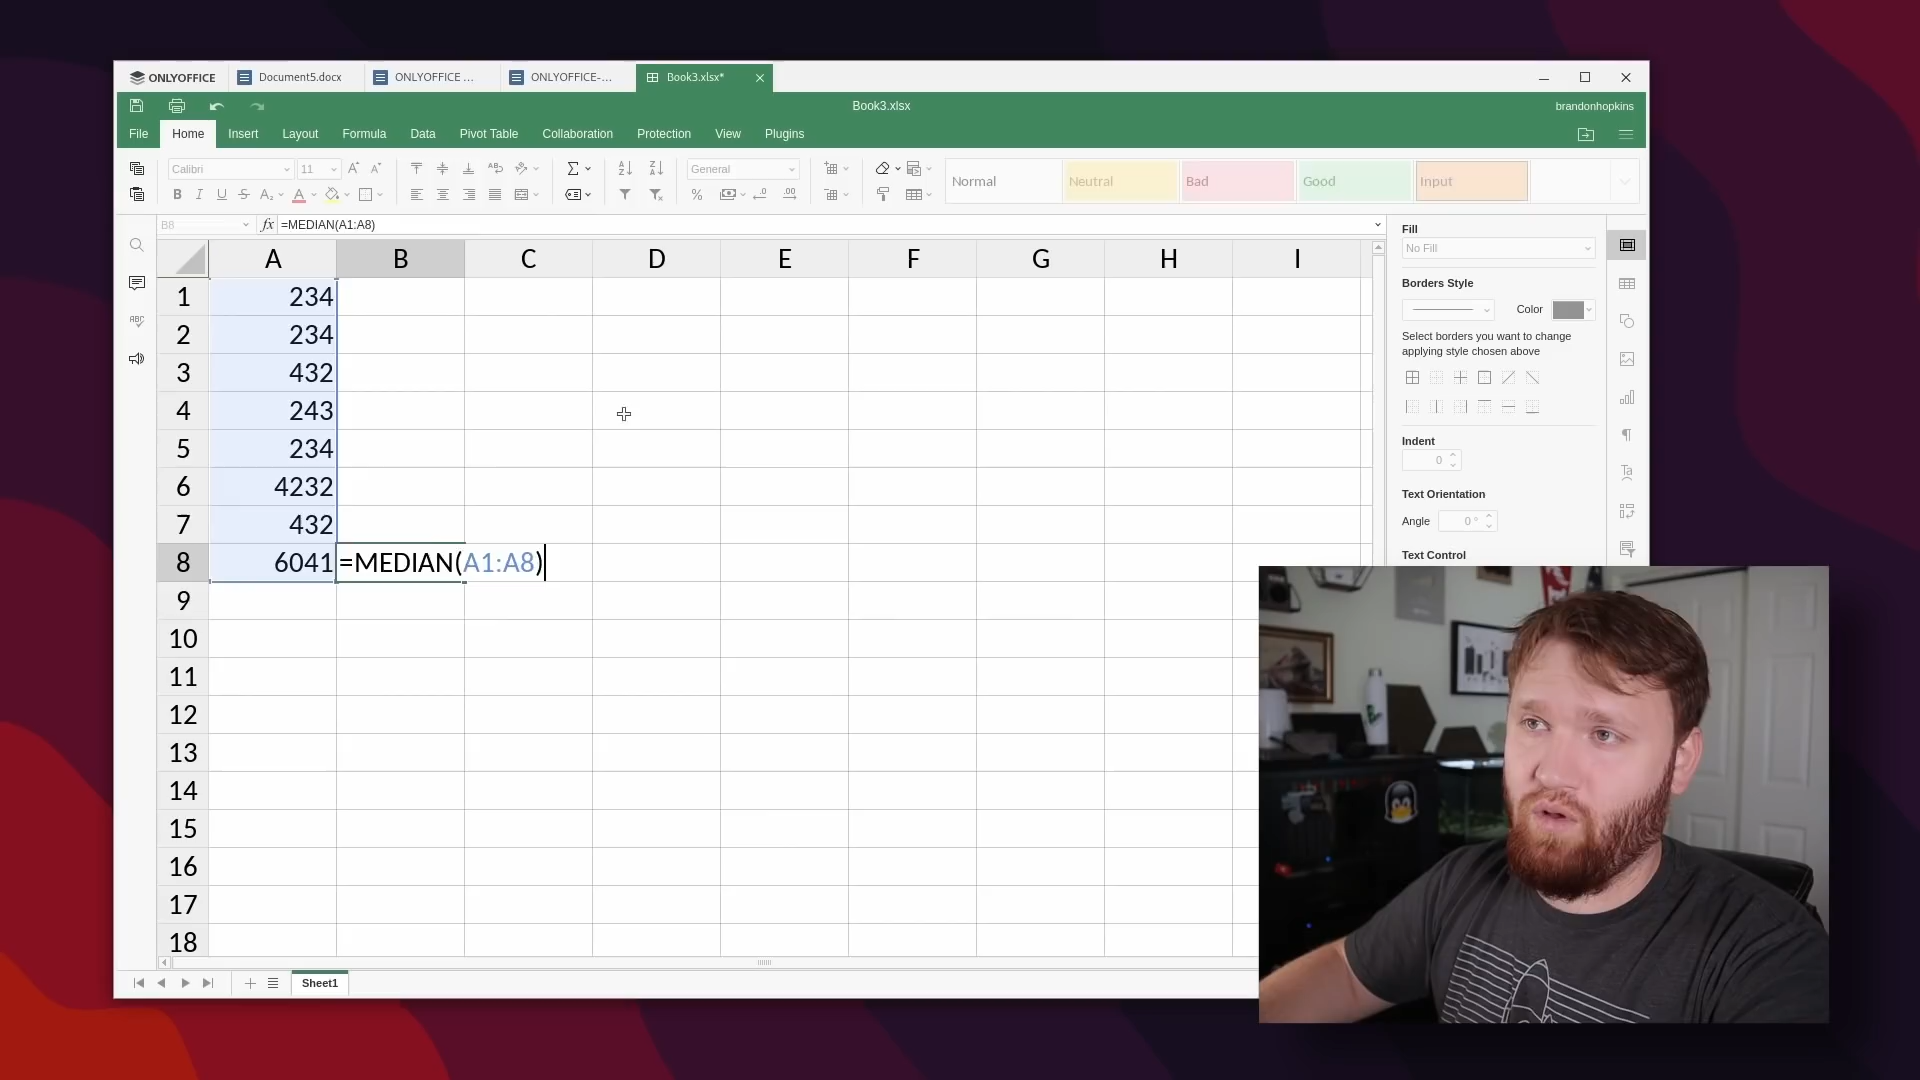 ONLYOFFICE Document5.docx ONLYOFFICE ... ONLYOFFICE-... Book3.xlsx*
Book3.xlsx brandonhopkins
File Home Insert Layout Formula Data Pivot Table Collaboration Protection View Plugins
Calibri 11 General Normal Neutral Bad Good Input
B8 fx =MEDIAN(A1:A8)
A B C D E F G H I
1 234
2 234
3 432
4 243
5 234
6 4232
7 432
8 6041 =MEDIAN(A1:A8)
9
10
11
12
13
14
15
16
17
18
Fill
No Fill
Borders Style
Color
Select borders you want to change
applying style chosen above
Indent
0
Text Orientation
Angle 0 °
Text Control
Sheet1